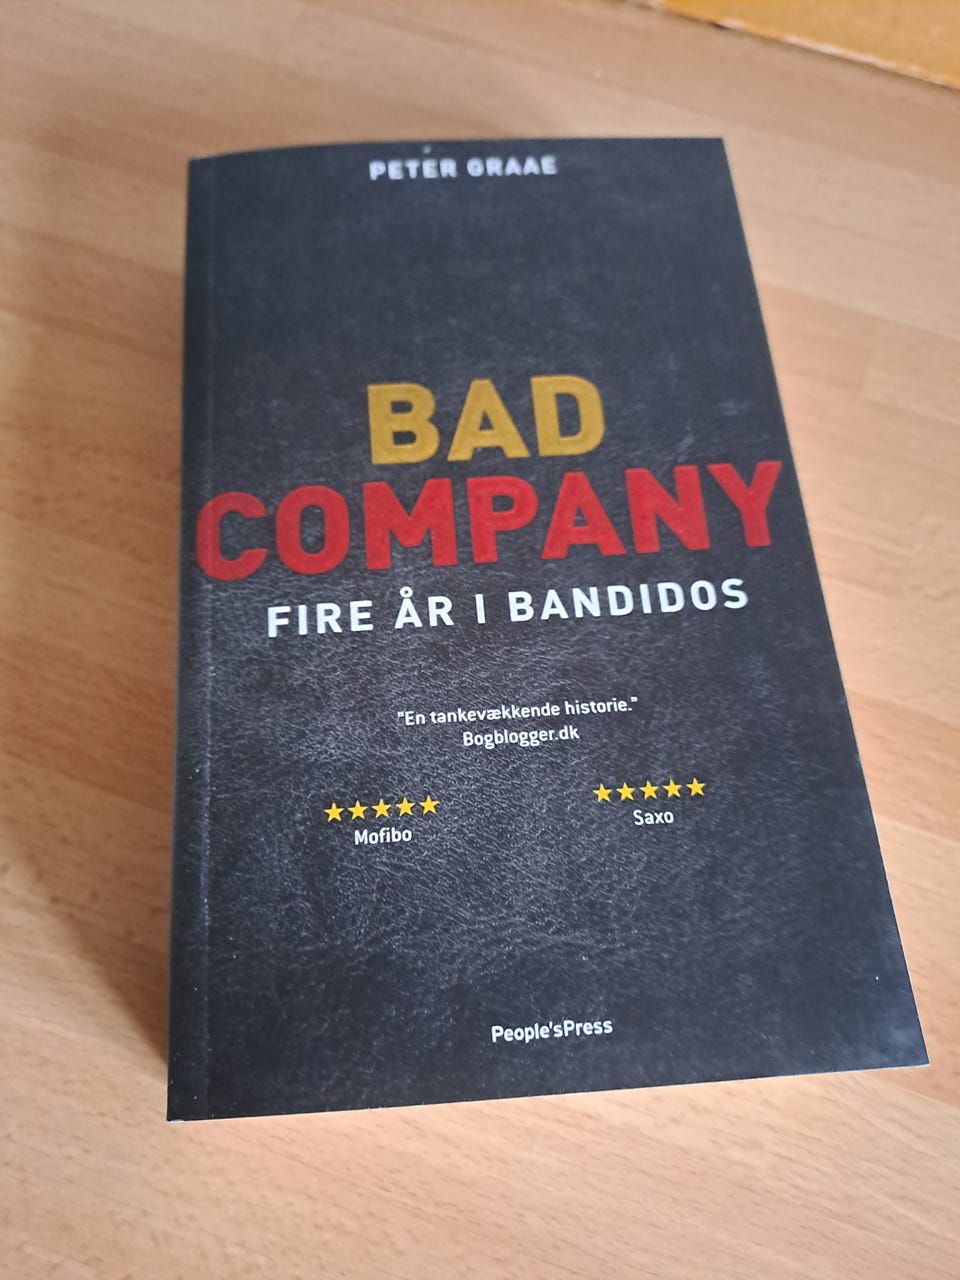 PETER GRAAE
BAD
COMPANY
FIRE ÅR I BANDIDOS
"En tankevækkende historie."
Bogblogger.dk
★★★★★ ★★★★★
Mofibo Saxo
People'sPress